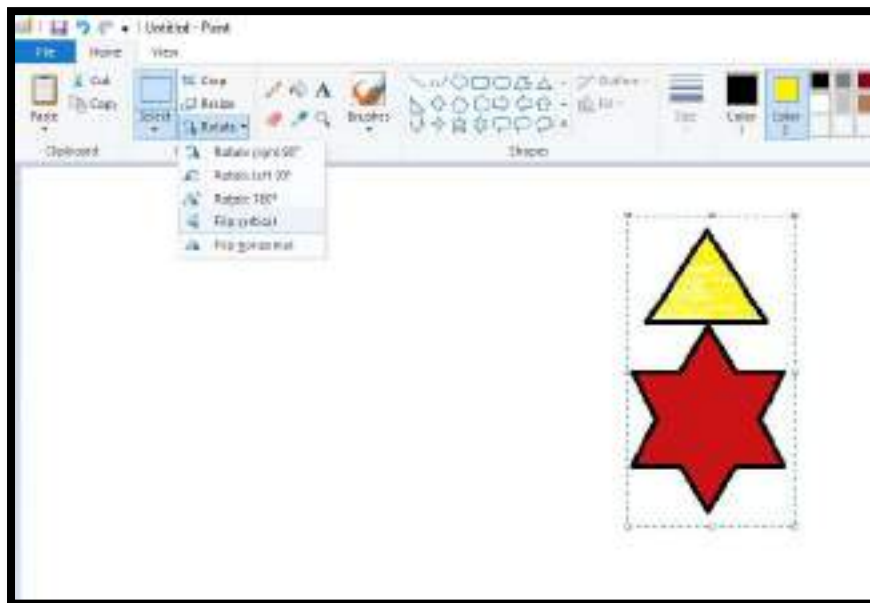 Untitled - Paint
File Home View
Paste
Cut
Copy
Select
Crop
Resize
Rotate
A
Brushes
Outline
Fill
Size
Color 1
Color 2
Clipboard
Shapes
Rotate right 90°
Rotate left 90°
Rotate 180°
Flip vertical
Flip horizontal